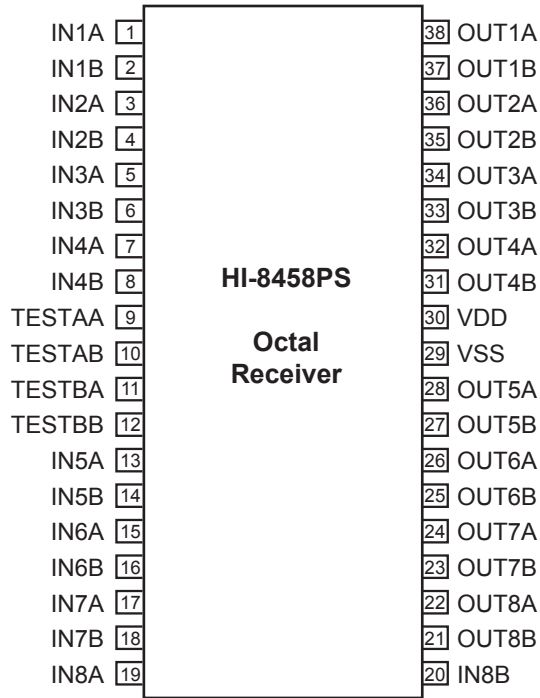 IN1A 1 38 OUT1A
IN1B 2 37 OUT1B
IN2A 3 36 OUT2A
IN2B 4 35 OUT2B
IN3A 5 34 OUT3A
IN3B 6 33 OUT3B
IN4A 7 32 OUT4A
IN4B 8 31 OUT4B
HI-8458PS
TESTAA 9 30 VDD
TESTAB 10 29 VSS
Octal
Receiver
TESTBA 11 28 OUT5A
TESTBB 12 27 OUT5B
IN5A 13 26 OUT6A
IN5B 14 25 OUT6B
IN6A 15 24 OUT7A
IN6B 16 23 OUT7B
IN7A 17 22 OUT8A
IN7B 18 21 OUT8B
IN8A 19 20 IN8B